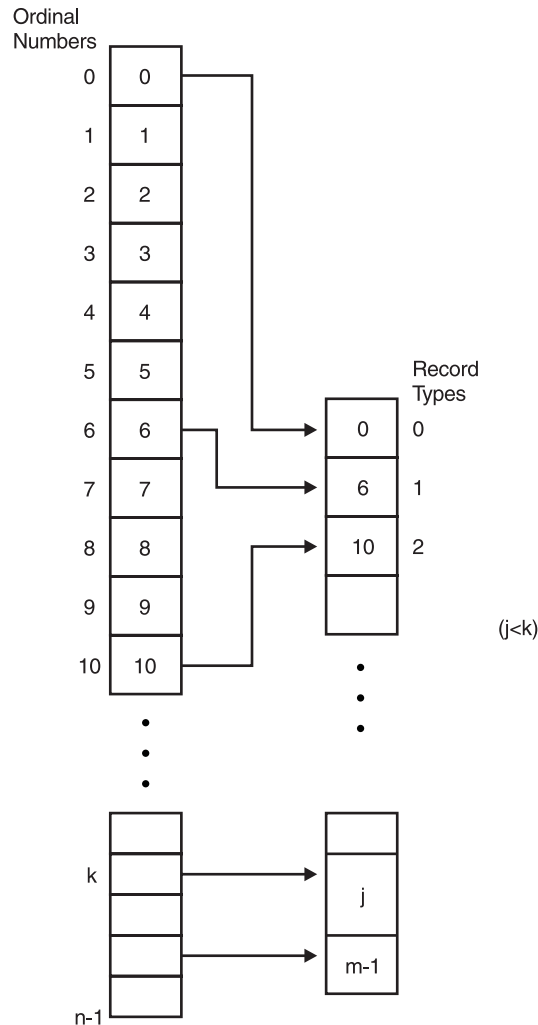 Ordinal
Numbers
0 0
1 1
2 2
3 3
4 4
5 5
Record
Types
6 6 0 0
7 7 6 1
8 8 10 2
9 9
(j<k)
10 10
k
j
m-1
n-1